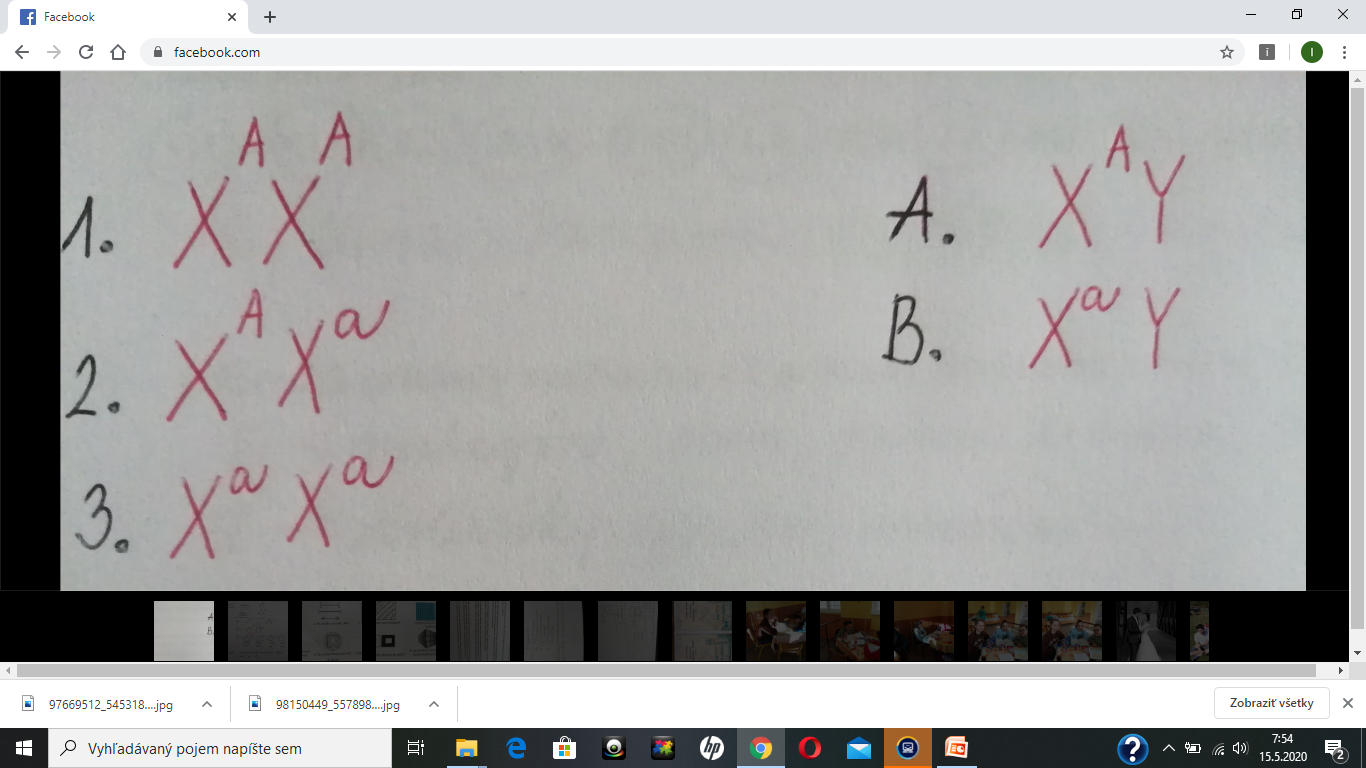 Facebook
facebook.com
1. X^A X^A
2. X^A X^a
3. X^a X^a
A. X^A Y
B. X^a Y
97669512_545318....jpg
98150449_557898....jpg
Zobraziť všetky
Vyhľadávaný pojem napíšte sem
7:54
15.5.2020
2